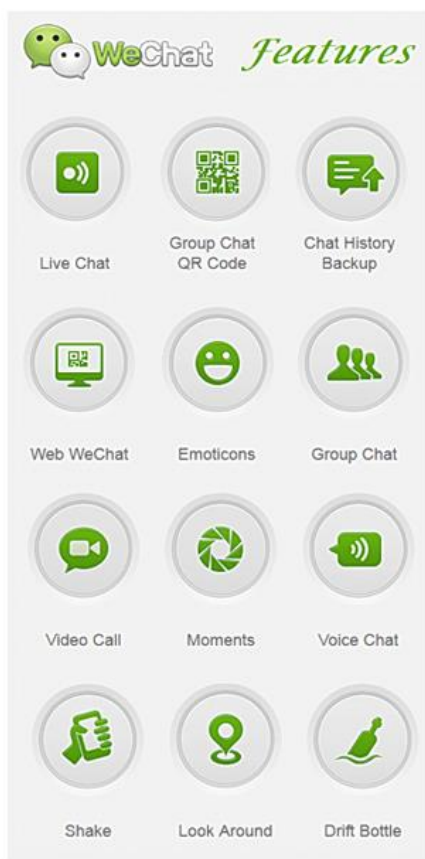 WeChat Features
Live Chat
Group Chat
QR Code
Chat History
Backup
Web WeChat
Emoticons
Group Chat
Video Call
Moments
Voice Chat
Shake
Look Around
Drift Bottle